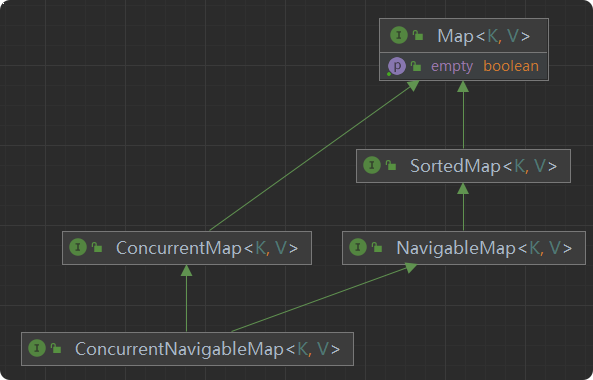 I Map<K, V>
p empty boolean
I SortedMap<K, V>
I ConcurrentMap<K, V>
I NavigableMap<K, V>
I ConcurrentNavigableMap<K, V>